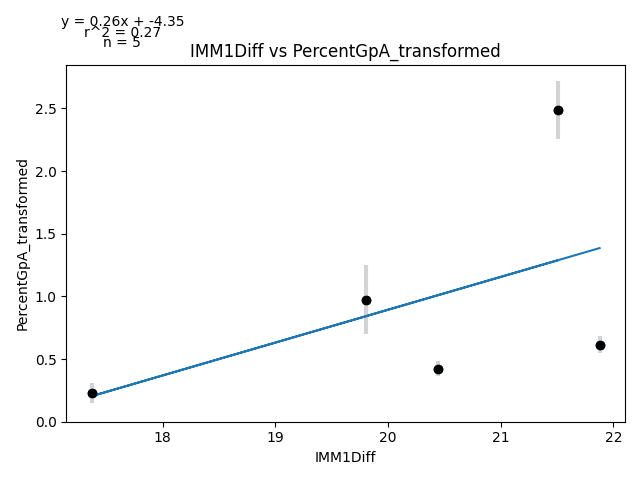 y = 0.26x + -4.35
r^2 = 0.27
n = 5
IMM1Diff vs PercentGpA_transformed
PercentGpA_transformed
2.5
2.0
1.5
1.0
0.5
0.0
18 19 20 21 22
IMM1Diff